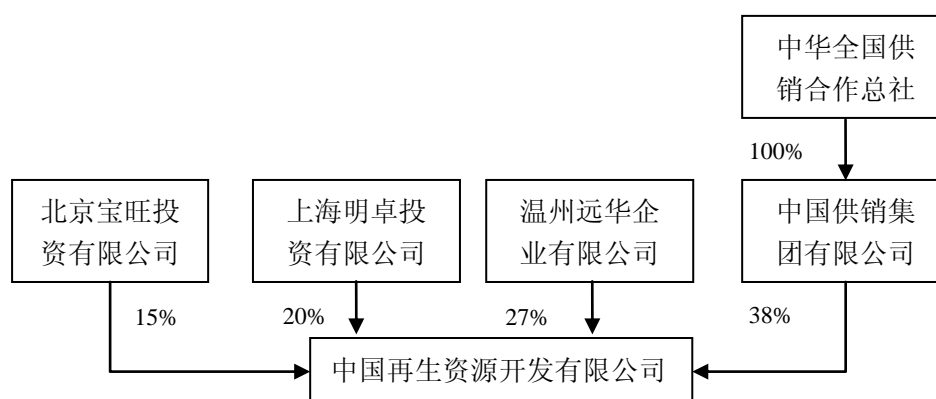 中华全国供
销合作总社
100%
北京宝旺投
资有限公司
上海明卓投
资有限公司
温州远华企
业有限公司
中国供销集
团有限公司
15%
20%
27%
38%
中国再生资源开发有限公司